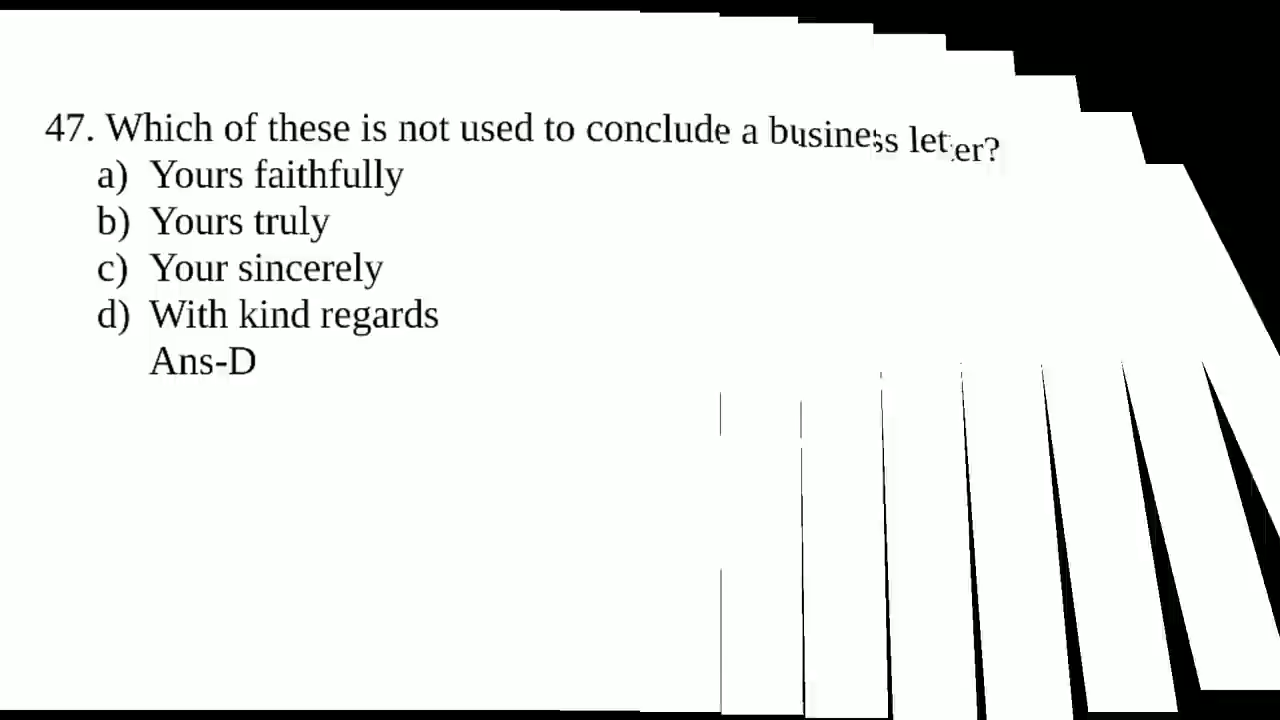 47. Which of these is not used to conclude a business letter?
a) Yours faithfully
b) Yours truly
c) Your sincerely
d) With kind regards
Ans-D